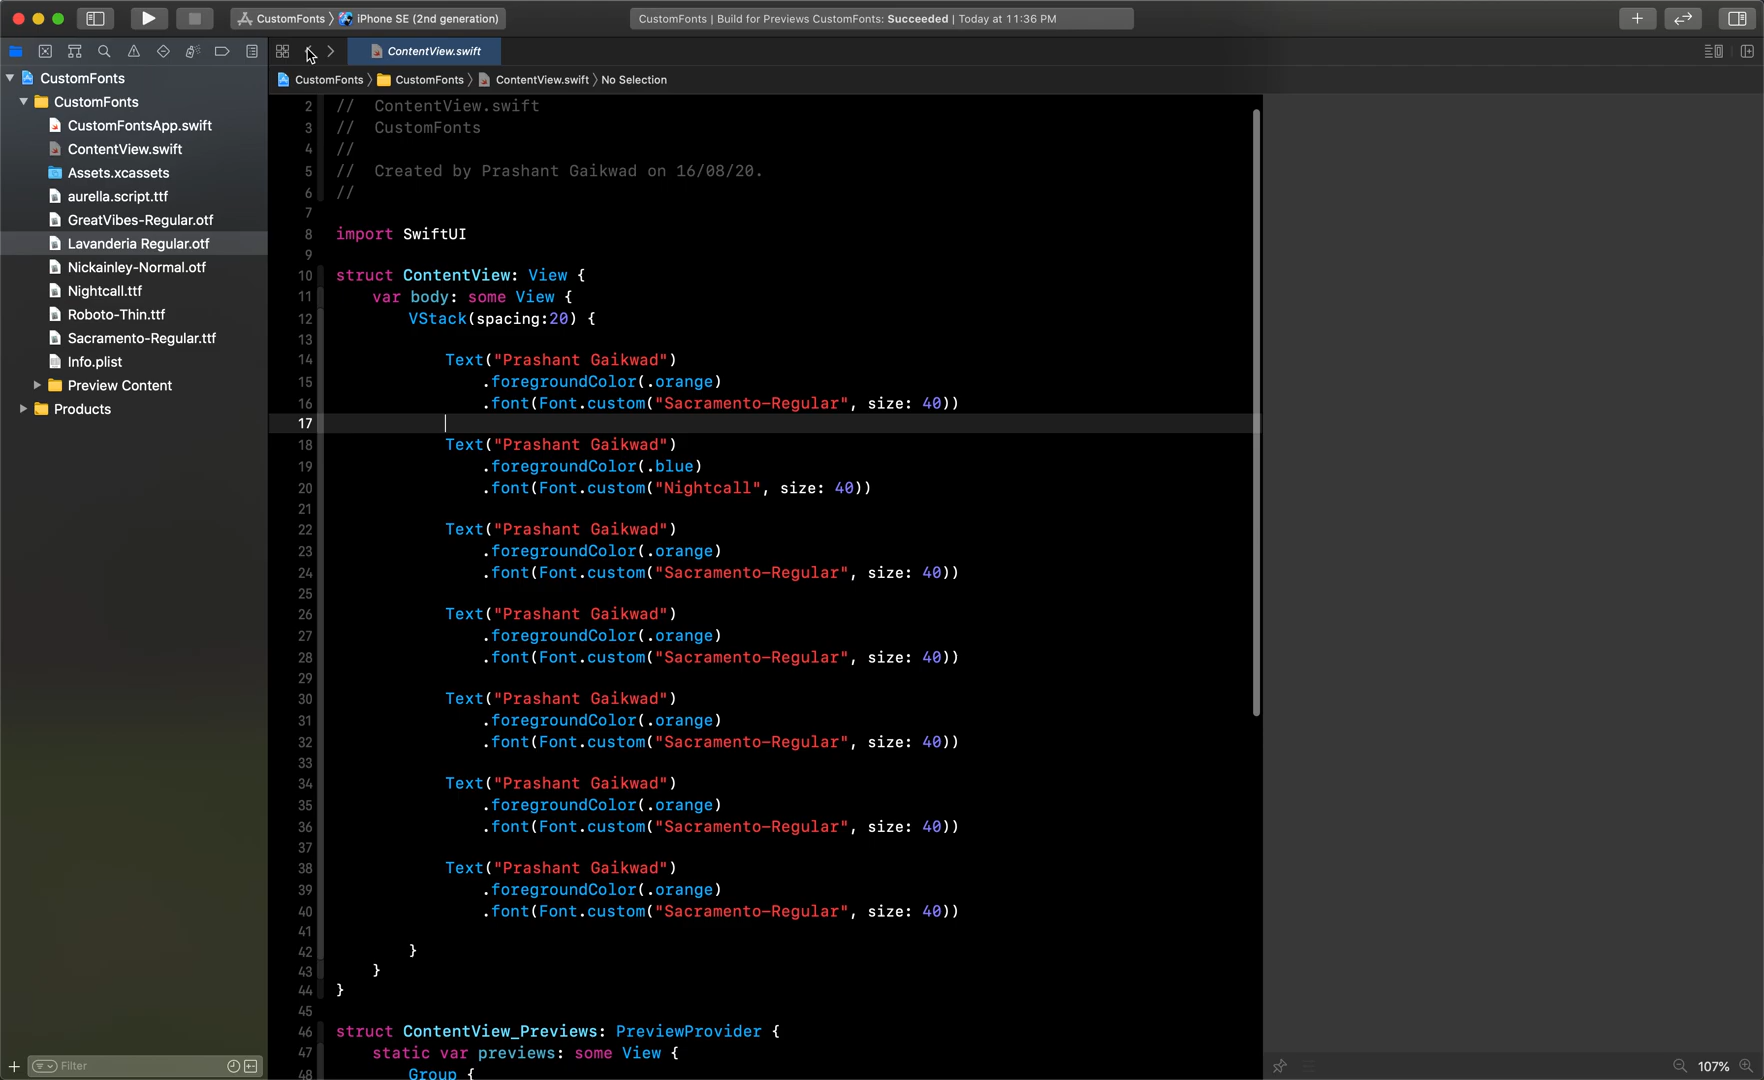 CustomFonts 〉 iPhone SE (2nd generation)
CustomFonts | Build for Previews CustomFonts: Succeeded | Today at 11:36 PM
ContentView.swift
CustomFonts 〉 CustomFonts 〉 ContentView.swift 〉 No Selection
CustomFonts
CustomFonts
CustomFontsApp.swift
ContentView.swift
Assets.xcassets
aurella.script.ttf
GreatVibes-Regular.otf
Lavanderia Regular.otf
Nickainley-Normal.otf
Nightcall.ttf
Roboto-Thin.ttf
Sacramento-Regular.ttf
Info.plist
Preview Content
Products
2 //  ContentView.swift
3 //  CustomFonts
4 //
5 //  Created by Prashant Gaikwad on 16/08/20.
6 //
7
8 import SwiftUI
9
10 struct ContentView: View {
11     var body: some View {
12         VStack(spacing:20) {
13
14             Text("Prashant Gaikwad")
15                 .foregroundColor(.orange)
16                 .font(Font.custom("Sacramento-Regular", size: 40))
17
18             Text("Prashant Gaikwad")
19                 .foregroundColor(.blue)
20                 .font(Font.custom("Nightcall", size: 40))
21
22             Text("Prashant Gaikwad")
23                 .foregroundColor(.orange)
24                 .font(Font.custom("Sacramento-Regular", size: 40))
25
26             Text("Prashant Gaikwad")
27                 .foregroundColor(.orange)
28                 .font(Font.custom("Sacramento-Regular", size: 40))
29
30             Text("Prashant Gaikwad")
31                 .foregroundColor(.orange)
32                 .font(Font.custom("Sacramento-Regular", size: 40))
33
34             Text("Prashant Gaikwad")
35                 .foregroundColor(.orange)
36                 .font(Font.custom("Sacramento-Regular", size: 40))
37
38             Text("Prashant Gaikwad")
39                 .foregroundColor(.orange)
40                 .font(Font.custom("Sacramento-Regular", size: 40))
41
42         }
43     }
44 }
45
46 struct ContentView_Previews: PreviewProvider {
47     static var previews: some View {
48         Group {
Filter
107%